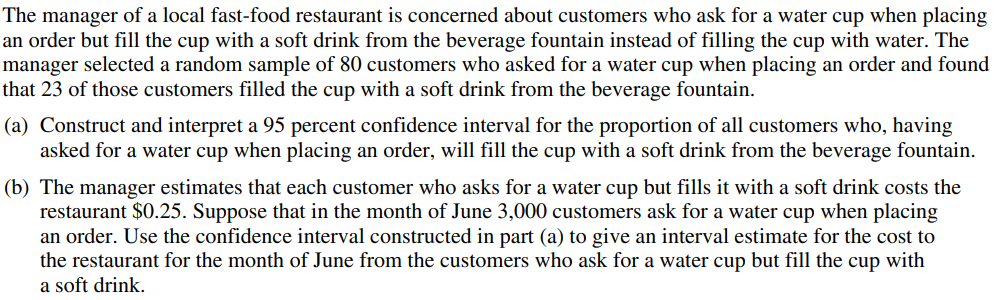 The manager of a local fast-food restaurant is concerned about customers who ask for a water cup when placing
an order but fill the cup with a soft drink from the beverage fountain instead of filling the cup with water. The
manager selected a random sample of 80 customers who asked for a water cup when placing an order and found
that 23 of those customers filled the cup with a soft drink from the beverage fountain.
(a) Construct and interpret a 95 percent confidence interval for the proportion of all customers who, having
asked for a water cup when placing an order, will fill the cup with a soft drink from the beverage fountain.
(b) The manager estimates that each customer who asks for a water cup but fills it with a soft drink costs the
restaurant $0.25. Suppose that in the month of June 3,000 customers ask for a water cup when placing
an order. Use the confidence interval constructed in part (a) to give an interval estimate for the cost to
the restaurant for the month of June from the customers who ask for a water cup but fill the cup with
a soft drink.